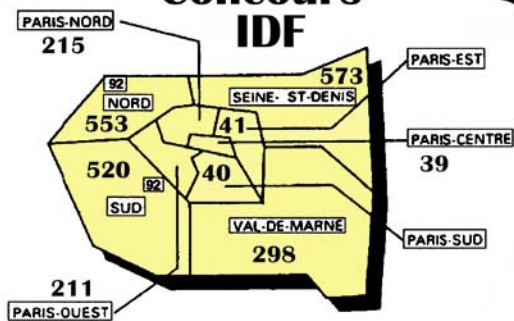 Concours
IDF
PARIS-NORD
215
573
PARIS-EST
92
NORD
SEINE- ST-DENIS
553
41
PARIS-CENTRE
39
520
40
92
SUD
VAL-DE-MARNE
PARIS-SUD
298
211
PARIS-OUEST